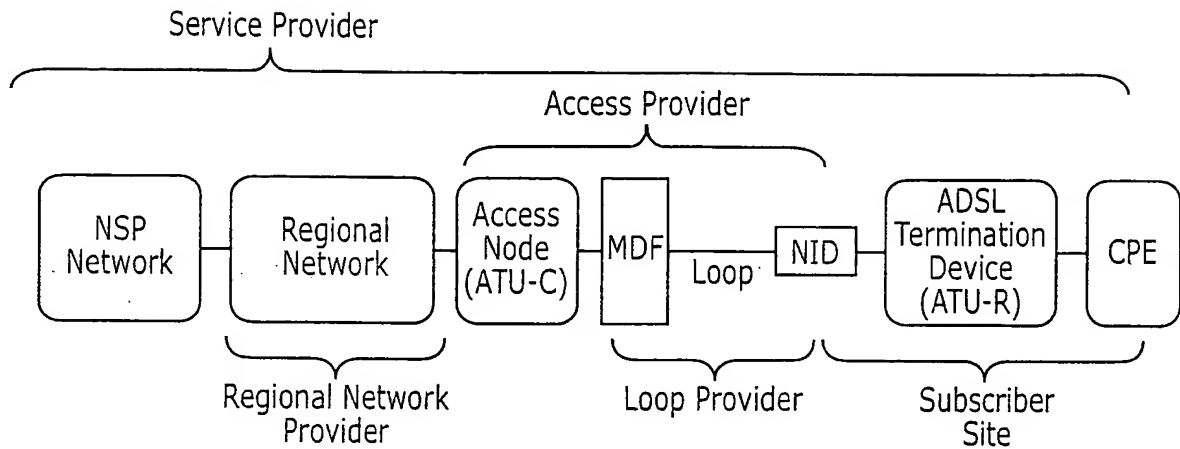 Service Provider
Access Provider
NSP
Network
Regional
Network
Access
Node
(ATU-C)
MDF
Loop
NID
ADSL
Termination
Device
(ATU-R)
CPE
Regional Network
Provider
Loop Provider
Subscriber
Site